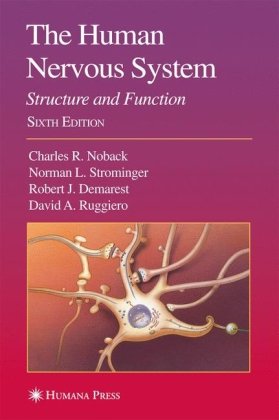 The Human
Nervous System
Structure and Function
SIXTH EDITION
Charles R. Noback
Norman L. Strominger
Robert J. Demarest
David A. Ruggiero
HUMANA PRESS